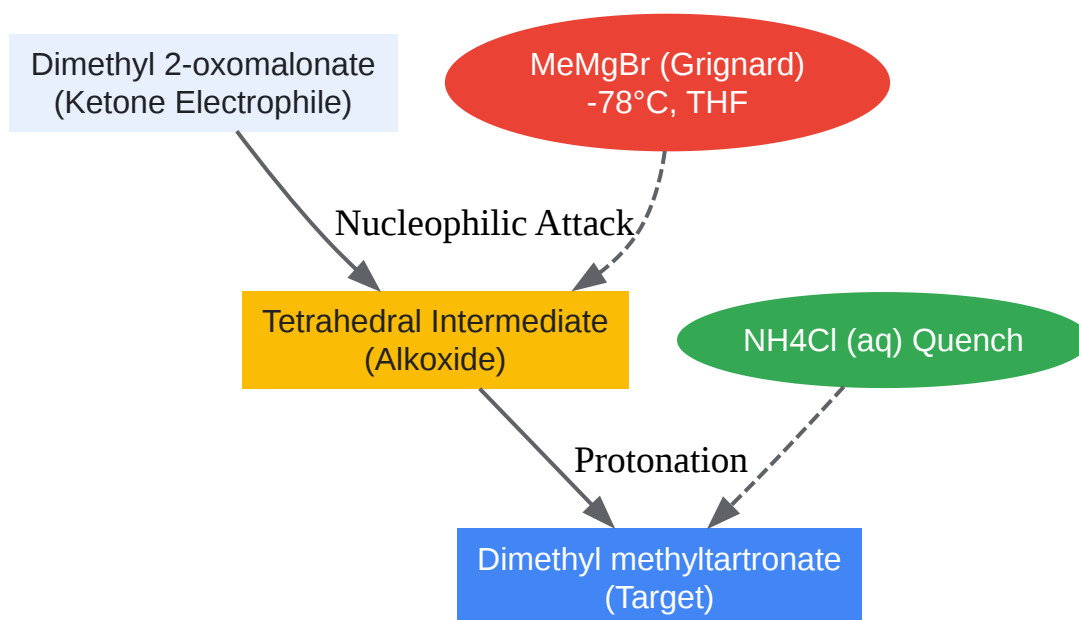 Dimethyl 2-oxomalonate
(Ketone Electrophile)
MeMgBr (Grignard)
-78°C, THF
Nucleophilic Attack
Tetrahedral Intermediate
(Alkoxide)
NH4Cl (aq) Quench
Protonation
Dimethyl methyltartronate
(Target)